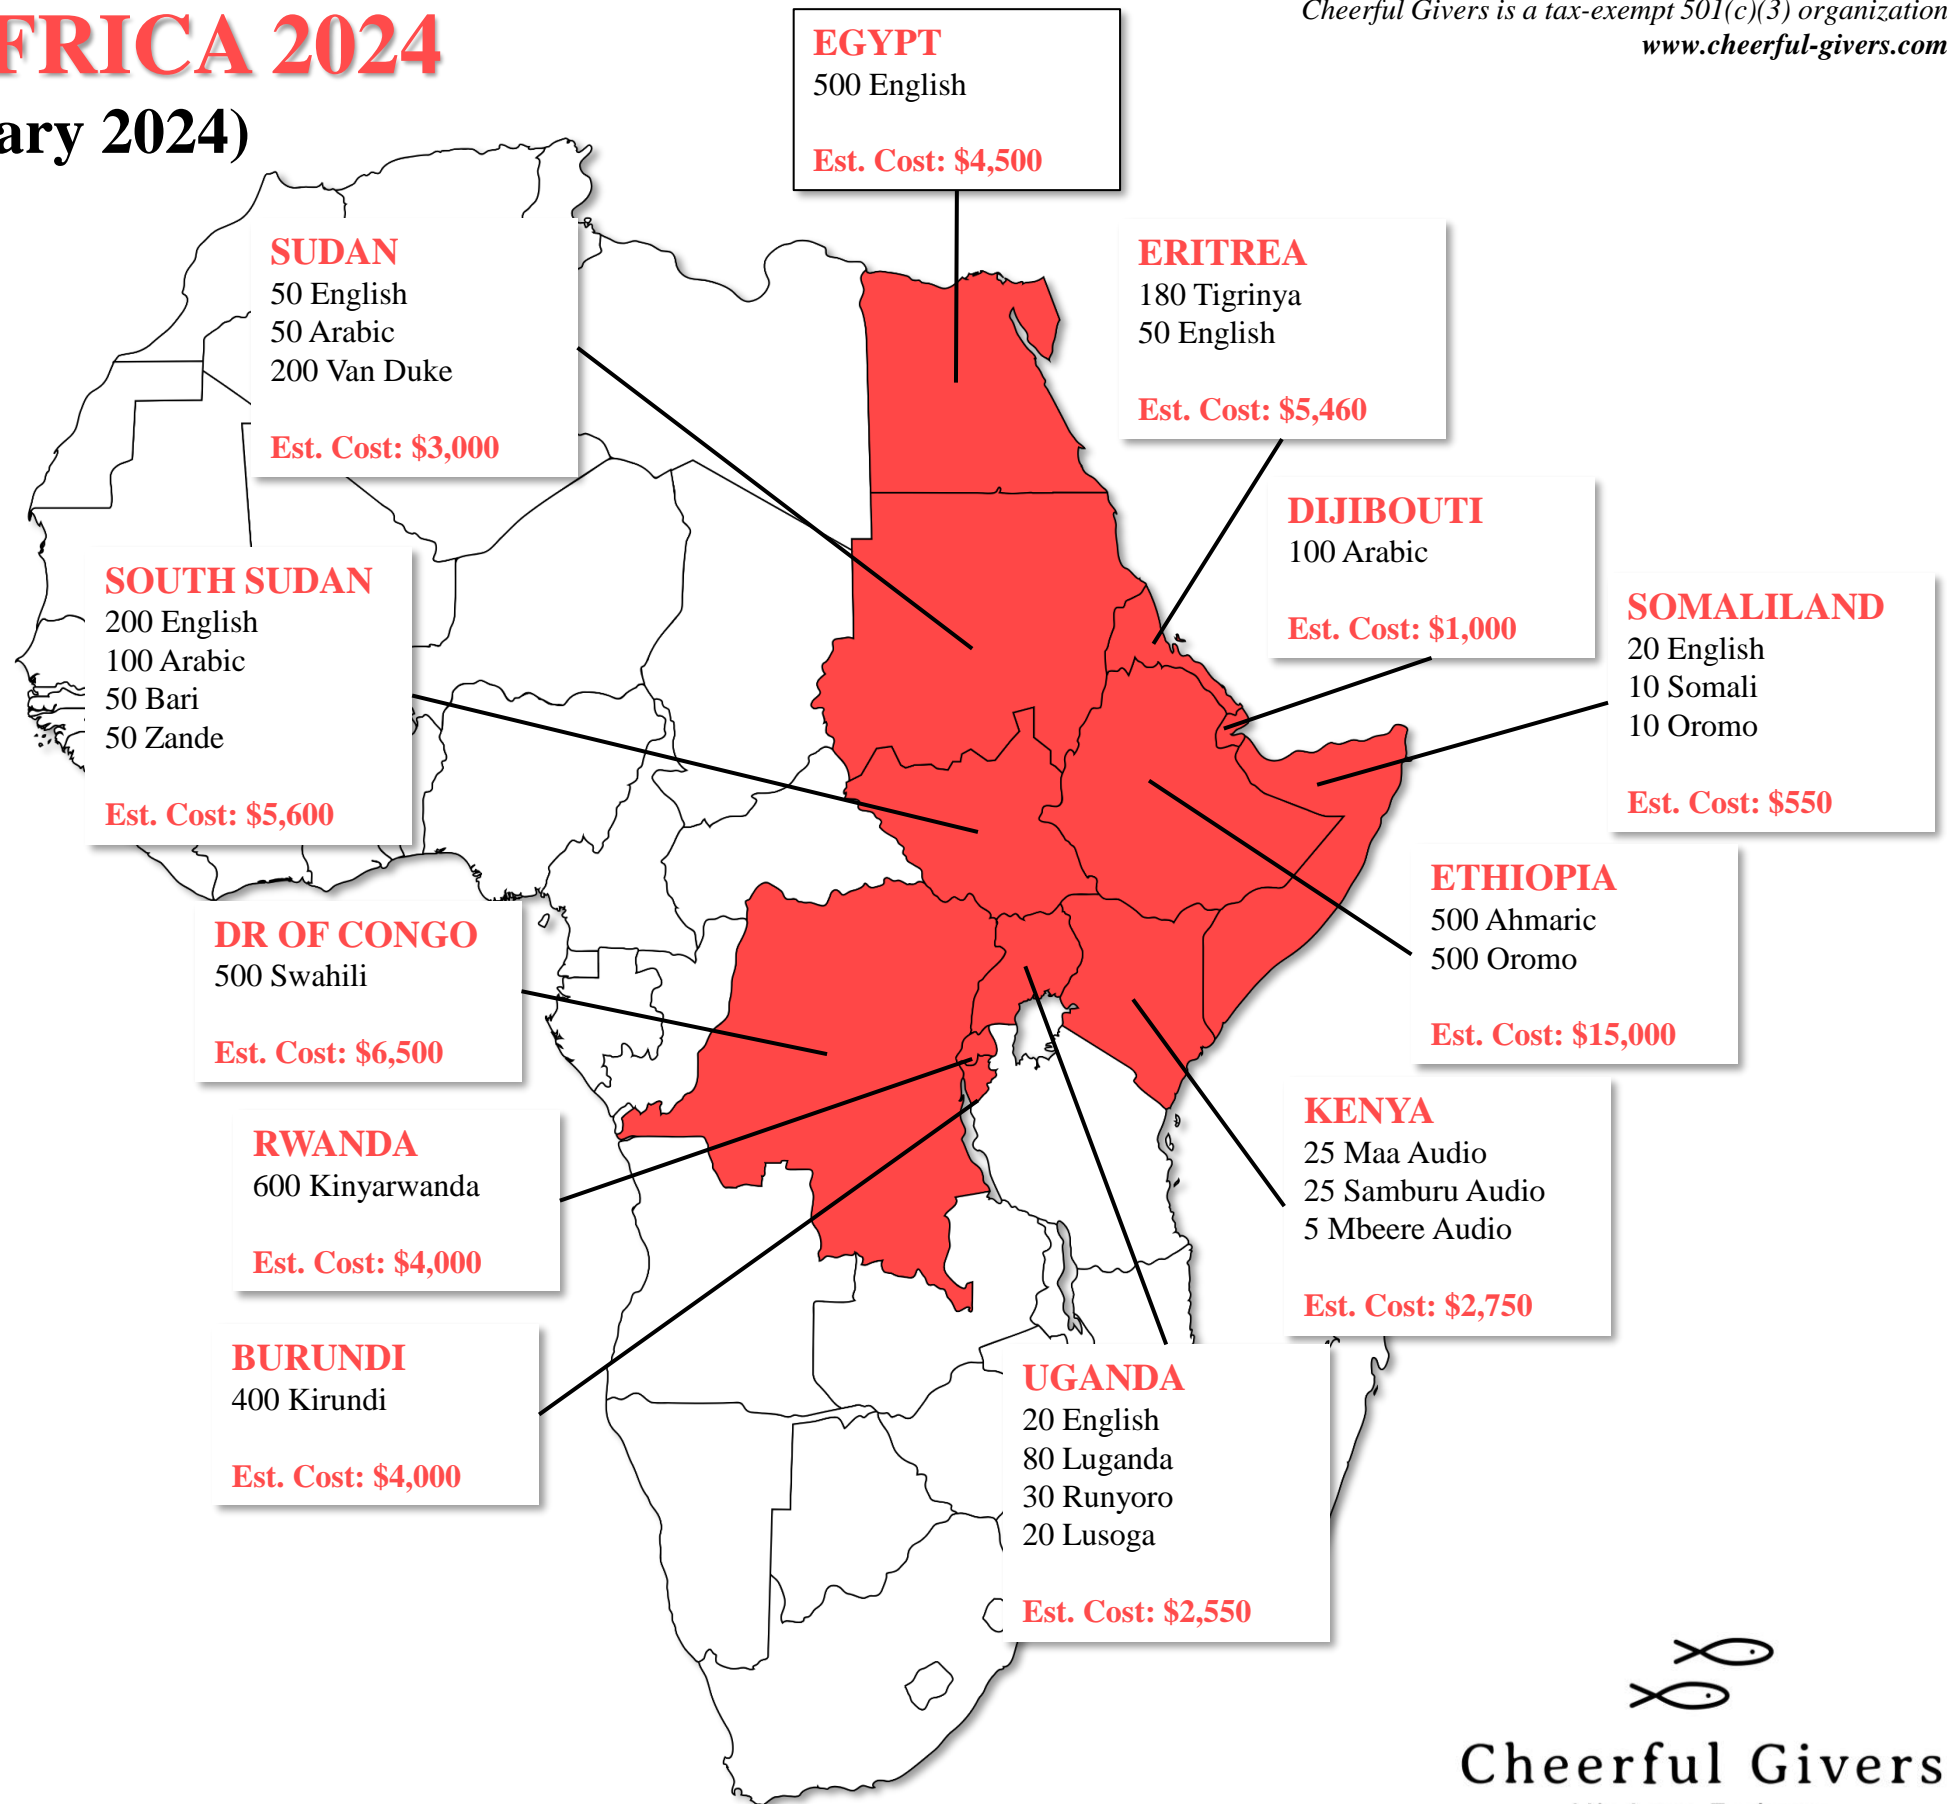 FRICA 2024
ary 2024)
Cheerful Givers is a tax-exempt 501(c)(3) organization
www.cheerful-givers.com
EGYPT
500 English
Est. Cost: $4,500
SUDAN
50 English
50 Arabic
200 Van Duke
Est. Cost: $3,000
ERITREA
180 Tigrinya
50 English
Est. Cost: $5,460
DIJIBOUTI
100 Arabic
Est. Cost: $1,000
SOUTH SUDAN
200 English
100 Arabic
50 Bari
50 Zande
Est. Cost: $5,600
SOMALILAND
20 English
10 Somali
10 Oromo
Est. Cost: $550
ETHIOPIA
500 Ahmaric
500 Oromo
Est. Cost: $15,000
DR OF CONGO
500 Swahili
Est. Cost: $6,500
RWANDA
600 Kinyarwanda
Est. Cost: $4,000
KENYA
25 Maa Audio
25 Samburu Audio
5 Mbeere Audio
Est. Cost: $2,750
BURUNDI
400 Kirundi
Est. Cost: $4,000
UGANDA
20 English
80 Luganda
30 Runyoro
20 Lusoga
Est. Cost: $2,550
Cheerful Givers